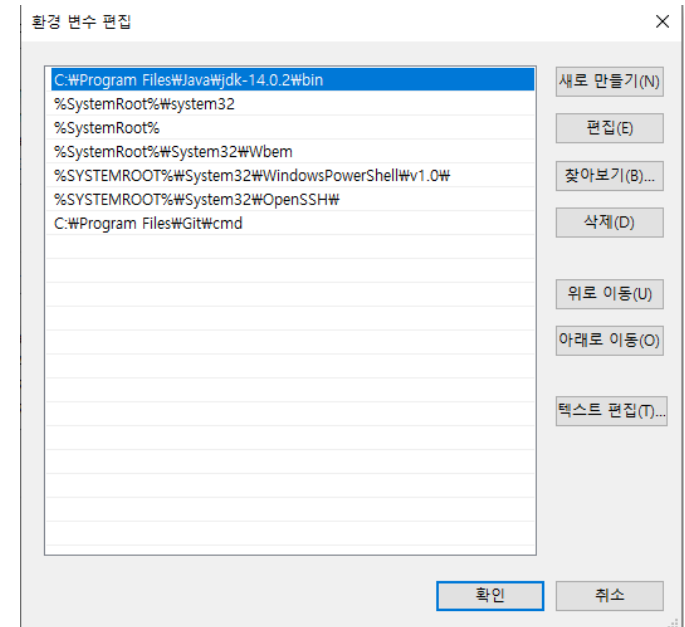 환경 변수 편집
C:₩Program Files₩Java₩jdk-14.0.2₩bin
%SystemRoot%₩system32
%SystemRoot%
%SystemRoot%₩System32₩Wbem
%SYSTEMROOT%₩System32₩WindowsPowerShell₩v1.0₩
%SYSTEMROOT%₩System32₩OpenSSH₩
C:₩Program Files₩Git₩cmd
새로 만들기(N)
편집(E)
찾아보기(B)...
삭제(D)
위로 이동(U)
아래로 이동(O)
텍스트 편집(T)...
확인
취소